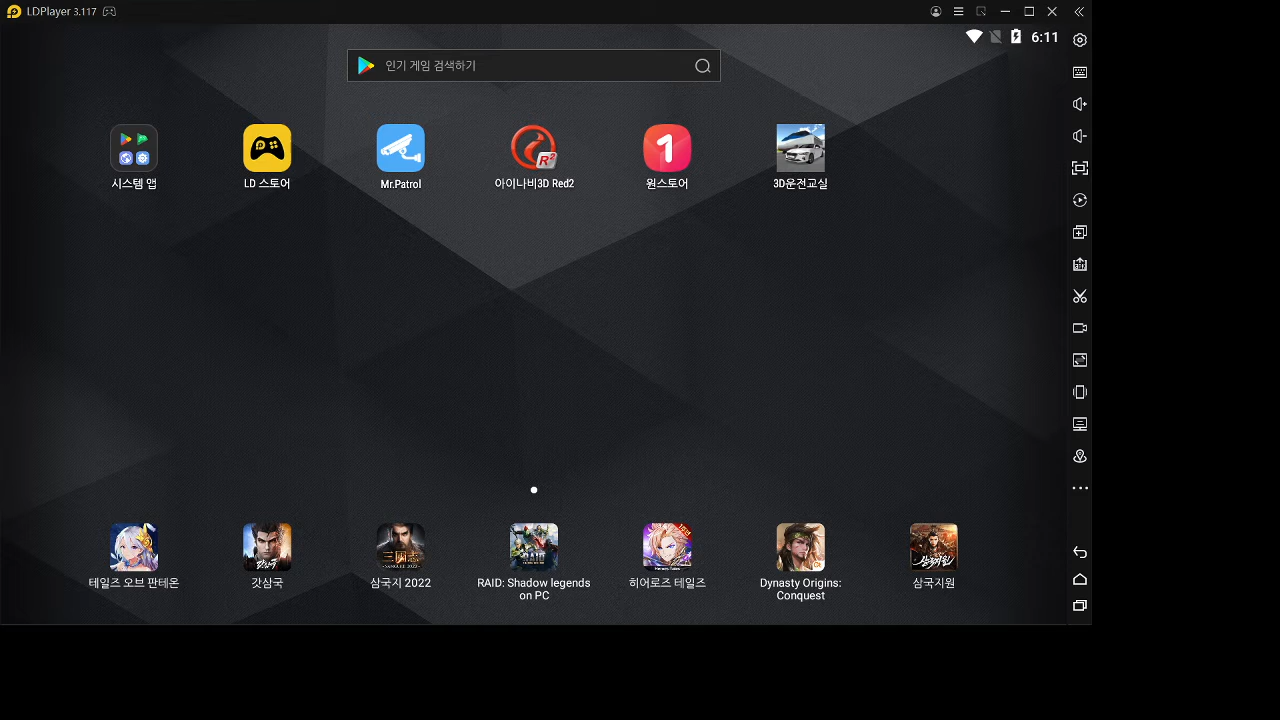 LDPlayer 3.117
6:11
인기 게임 검색하기
시스템 앱
LD 스토어
Mr.Patrol
아이나비3D Red2
원스토어
3D운전교실
R²
1
테일즈 오브 판테온
갓삼국
삼국지 2022
RAID: Shadow legends
on PC
히어로즈 테일즈
Dynasty Origins:
Conquest
삼국지원